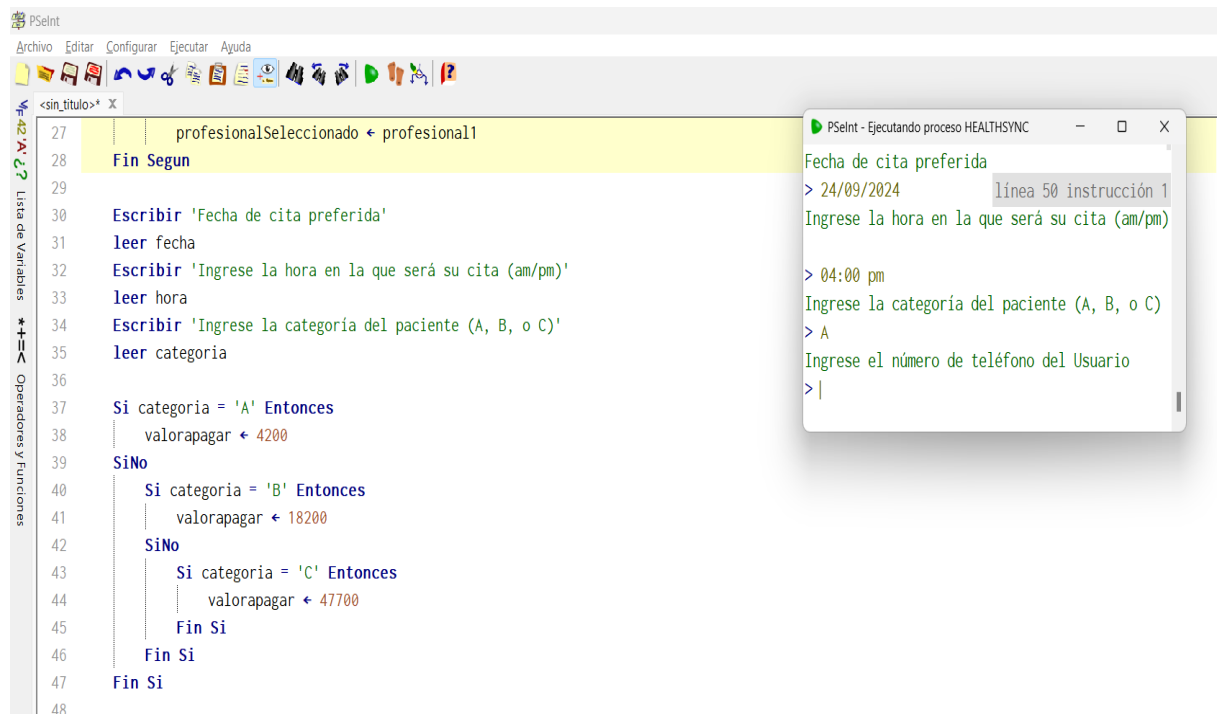 PSeInt
Archivo Editar Configurar Ejecutar Ayuda
<sin_titulo>* X
27 profesionalSeleccionado ← profesional1
28 Fin Segun
29
30 Escribir 'Fecha de cita preferida'
31 leer fecha
32 Escribir 'Ingrese la hora en la que será su cita (am/pm)'
33 leer hora
34 Escribir 'Ingrese la categoría del paciente (A, B, o C)'
35 leer categoria
36
37 Si categoria = 'A' Entonces
38 valorapagar ← 4200
39 SiNo
40 Si categoria = 'B' Entonces
41 valorapagar ← 18200
42 SiNo
43 Si categoria = 'C' Entonces
44 valorapagar ← 47700
45 Fin Si
46 Fin Si
47 Fin Si
48
VF 42 'A' ¿? Lista de Variables
*+=< Operadores y Funciones
PSeInt - Ejecutando proceso HEALTHSYNC
Fecha de cita preferida
> 24/09/2024
línea 50 instrucción 1
Ingrese la hora en la que será su cita (am/pm)
> 04:00 pm
Ingrese la categoría del paciente (A, B, o C)
> A
Ingrese el número de teléfono del Usuario
>